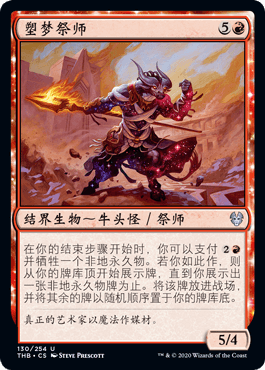 塑梦祭师 5
结界生物～牛头怪 / 祭师
在你的结束步骤开始时，你可以支付 2
并牺牲一个非地永久物。若你如此作，则
从你的牌库顶开始展示牌，直到你展示出
一张非地永久物牌为止。将该牌放进战场，
并将其余的牌以随机顺序置于你的牌库底。
真正的艺术家以魔法作媒材。
5/4
130/254 U
THB • CS STEVE PRESCOTT
™ & © 2020 Wizards of the Coast